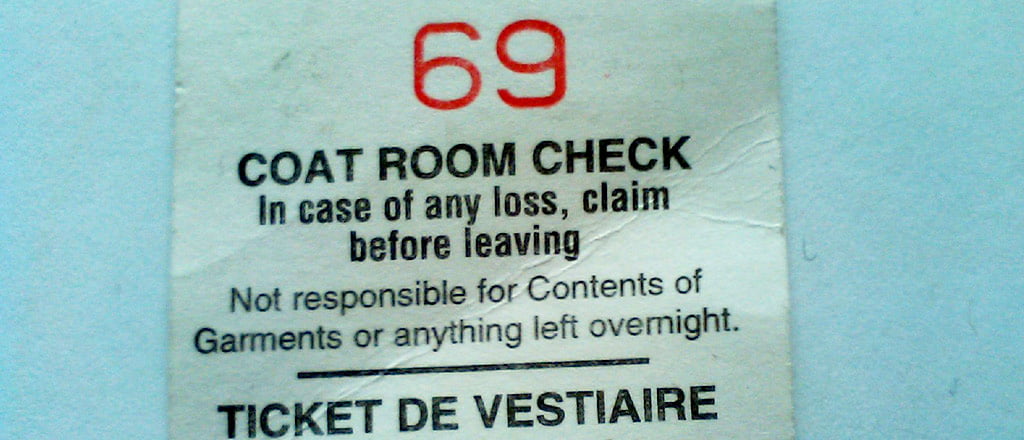 69
COAT ROOM CHECK
In case of any loss, claim
before leaving
Not responsible for Contents of
Garments or anything left overnight.
TICKET DE VESTIAIRE